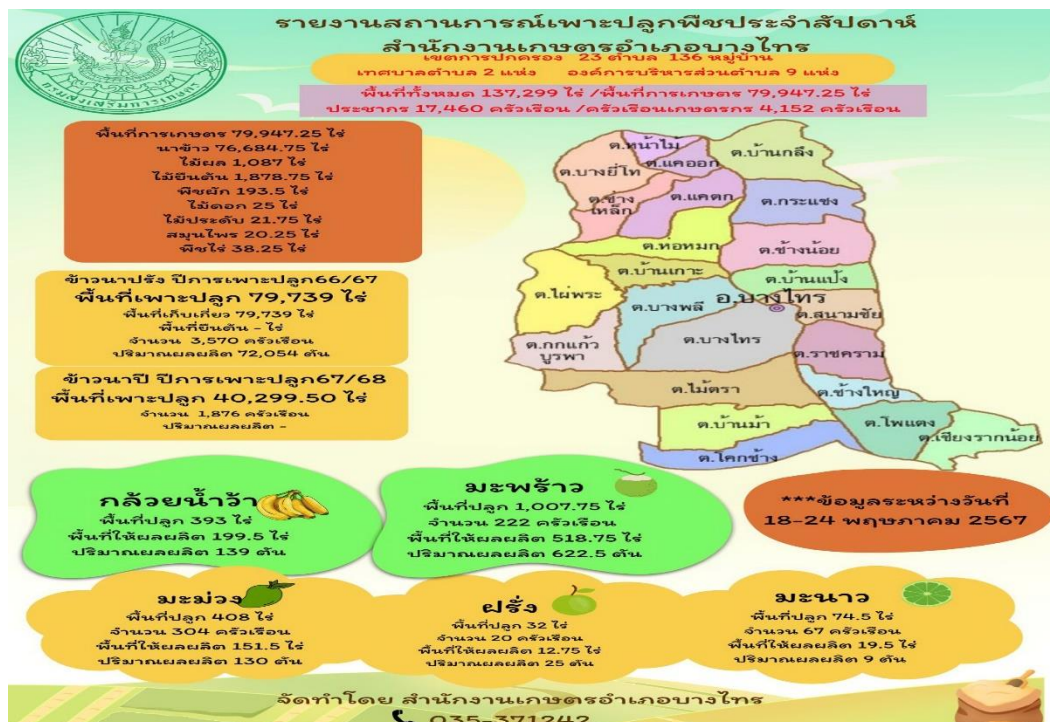 รายงานสถานการณ์เพาะปลูกพืชประจำสัปดาห์
สำนักงานเกษตรอำเภอบางไทร
เขตการปกครอง 23 ตำบล 136 หมู่บ้าน
เทศบาลตำบล 2 แห่ง องค์การบริหารส่วนตำบล 9 แห่ง
พื้นที่ทั้งหมด 137,299 ไร่ /พื้นที่การเกษตร 79,947.25 ไร่
ประชากร 17,460 ครัวเรือน /ครัวเรือนเกษตรกร 4,152 ครัวเรือน
กรมส่งเสริมการเกษตร
พื้นที่การเกษตร 79,947.25 ไร่
นาข้าว 76,684.75 ไร่
ไม้ผล 1,087 ไร่
ไม้ยืนต้น 1,878.75 ไร่
พืชผัก 193.5 ไร่
ไม้ดอก 25 ไร่
ไม้ประดับ 21.75 ไร่
สมุนไพร 20.25 ไร่
พืชไร่ 38.25 ไร่
ข้าวนาปรัง ปีการเพาะปลูก66/67
พื้นที่เพาะปลูก 79,739 ไร่
พื้นที่เก็บเกี่ยว 79,739 ไร่
พื้นที่ยืนต้น - ไร่
จำนวน 3,570 ครัวเรือน
ปริมาณผลผลิต 72,054 ตัน
ข้าวนาปี ปีการเพาะปลูก67/68
พื้นที่เพาะปลูก 40,299.50 ไร่
จำนวน 1,876 ครัวเรือน
ปริมาณผลผลิต -
ต.หน้าไม้
ต.บ้านกลึง
ต.แคออก
ต.บางยี่โท
ต.แคตก
ต.ช่าง
เหล็ก
ต.กระแชง
ต.ห่อหมก
ต.ช้างน้อย
ต.บ้านเกาะ
ต.บ้านแป้ง
ต.ไผ่พระ
อ.บางไทร
ต.บางพลี
ต.สนามชัย
ต.กกแก้ว
บูรพา
ต.บางไทร
ต.ราชคราม
ต.ไม้ตรา
ต.ช้างใหญ่
ต.บ้านม้า
ต.โพแตง
ต.เชียงรากน้อย
ต.โคกช้าง
กล้วยน้ำว้า
พื้นที่ปลูก 393 ไร่
พื้นที่ให้ผลผลิต 199.5 ไร่
ปริมาณผลผลิต 139 ตัน
มะพร้าว
พื้นที่ปลูก 1,007.75 ไร่
จำนวน 222 ครัวเรือน
พื้นที่ให้ผลผลิต 518.75 ไร่
ปริมาณผลผลิต 622.5 ตัน
***ข้อมูลระหว่างวันที่
18-24 พฤษภาคม 2567
มะม่วง
พื้นที่ปลูก 408 ไร่
จำนวน 304 ครัวเรือน
พื้นที่ให้ผลผลิต 151.5 ไร่
ปริมาณผลผลิต 130 ตัน
ฝรั่ง
พื้นที่ปลูก 32 ไร่
จำนวน 20 ครัวเรือน
พื้นที่ให้ผลผลิต 12.75 ไร่
ปริมาณผลผลิต 25 ตัน
มะนาว
พื้นที่ปลูก 74.5 ไร่
จำนวน 67 ครัวเรือน
พื้นที่ให้ผลผลิต 19.5 ไร่
ปริมาณผลผลิต 9 ตัน
จัดทำโดย สำนักงานเกษตรอำเภอบางไทร
035-371242